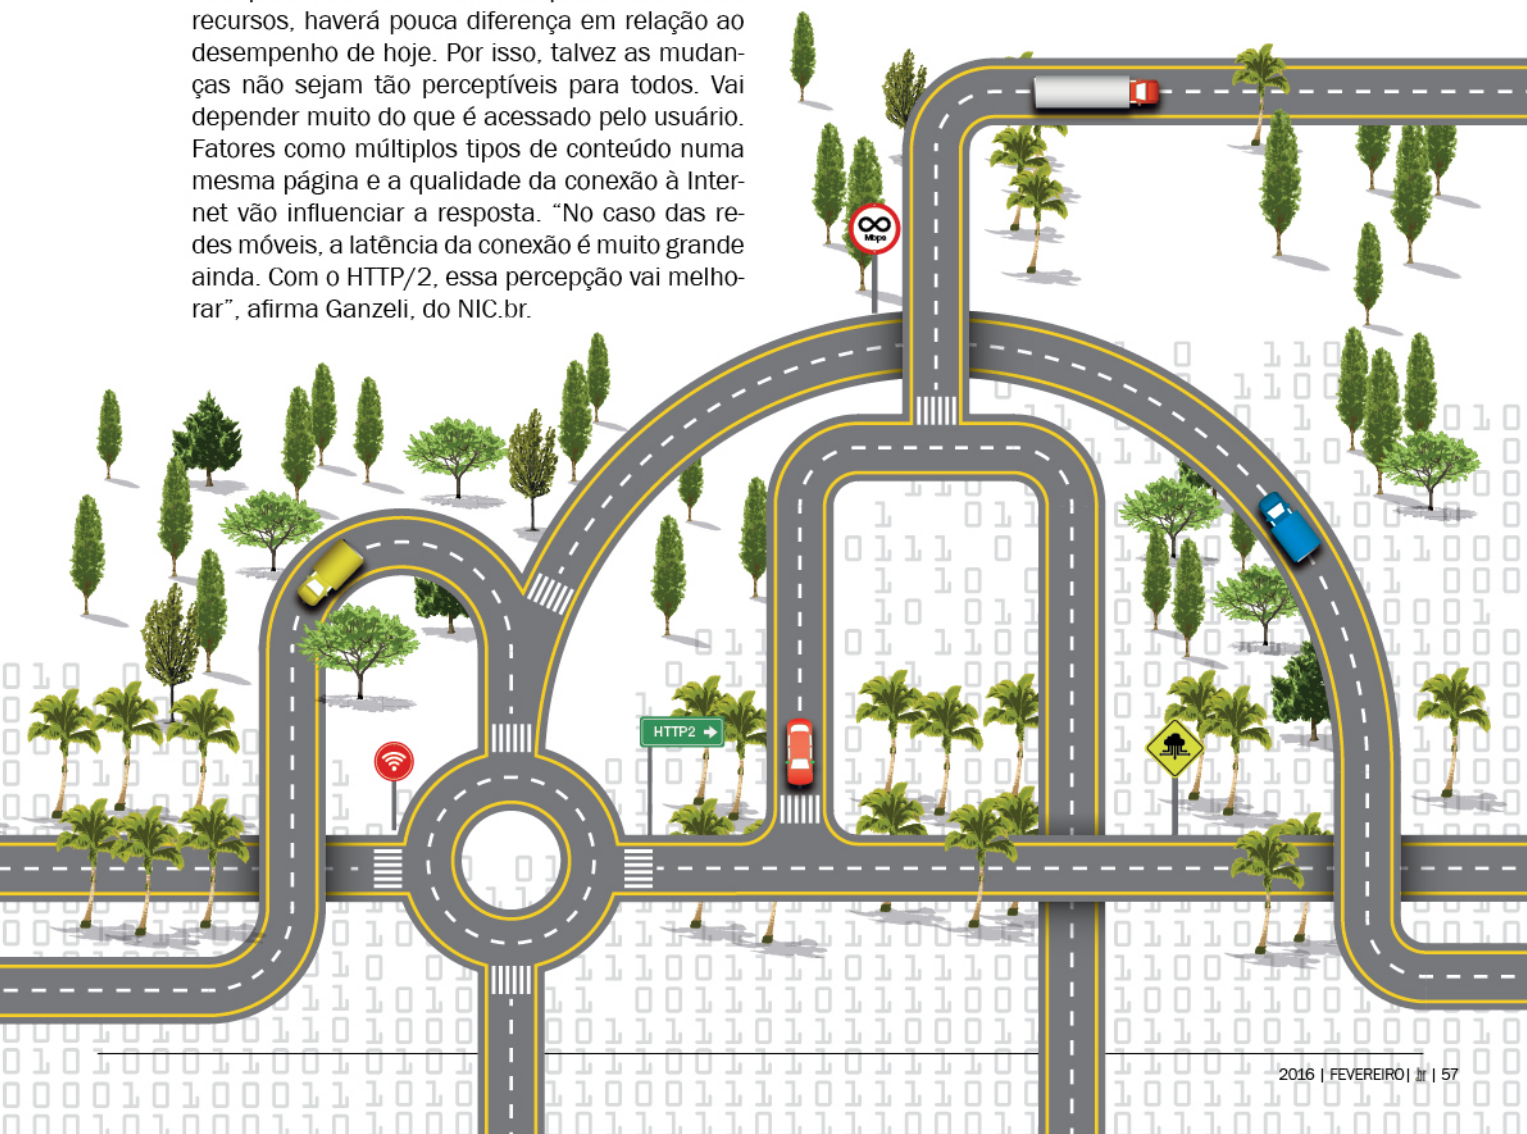 recursos, haverá pouca diferença em relação ao
desempenho de hoje. Por isso, talvez as mudan-
ças não sejam tão perceptíveis para todos. Vai
depender muito do que é acessado pelo usuário.
Fatores como múltiplos tipos de conteúdo numa
mesma página e a qualidade da conexão à Inter-
net vão influenciar a resposta. “No caso das re-
des móveis, a latência da conexão é muito grande
ainda. Com o HTTP/2, essa percepção vai melho-
rar”, afirma Ganzeli, do NIC.br.
∞
Mbps
HTTP2 →
2016 | FEVEREIRO | .br | 57